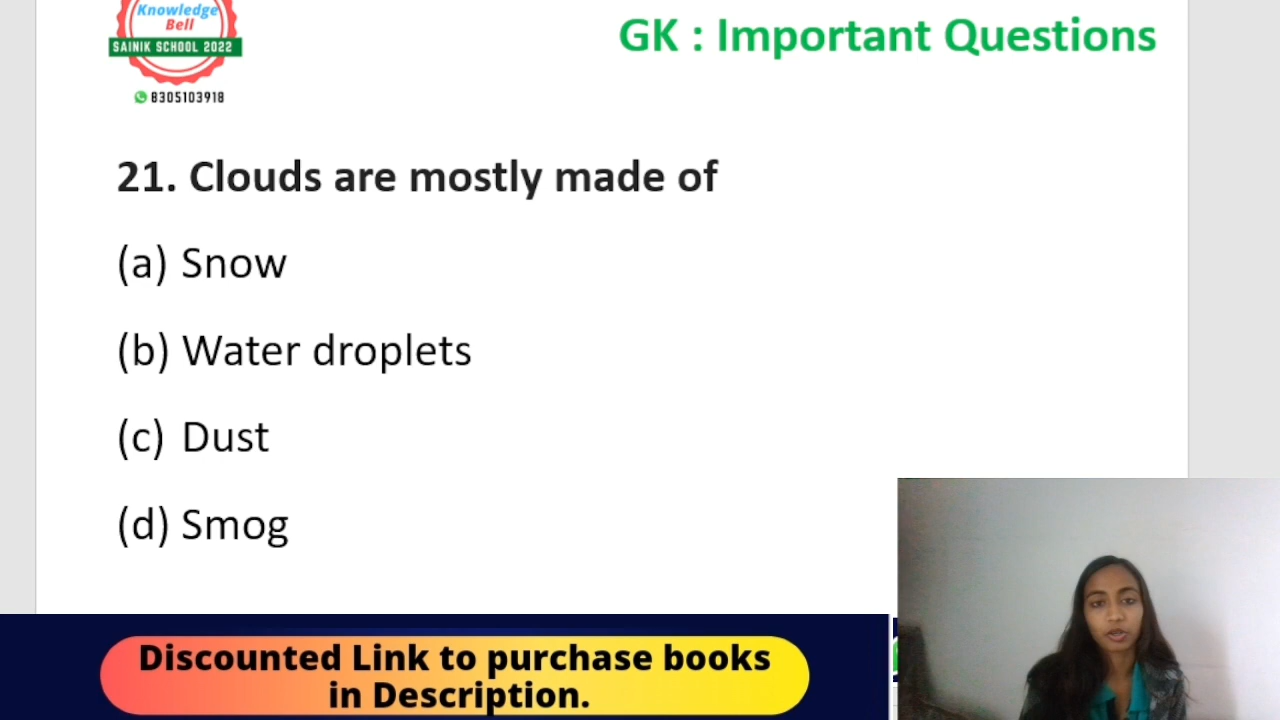 Knowledge
Bell
SAINIK SCHOOL 2022
8305103918
GK : Important Questions
21. Clouds are mostly made of
(a) Snow
(b) Water droplets
(c) Dust
(d) Smog
Discounted Link to purchase books
in Description.